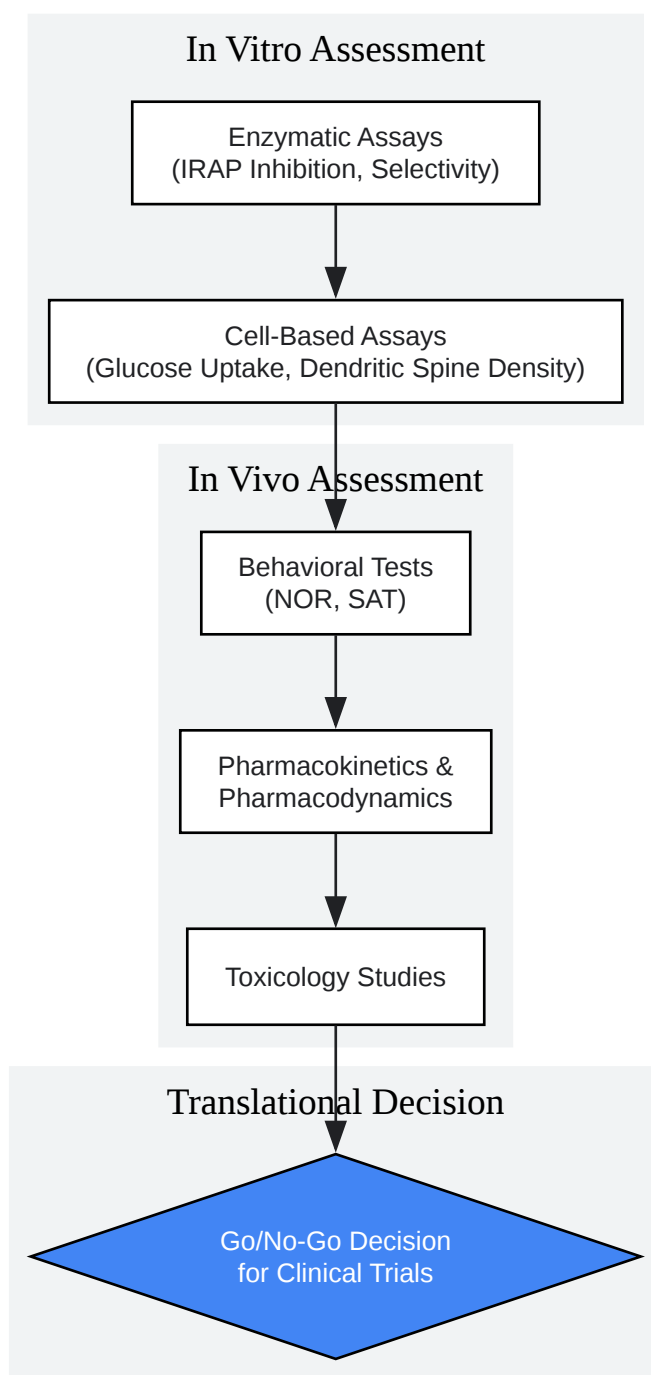 In Vitro Assessment
Enzymatic Assays
(IRAP Inhibition, Selectivity)
Cell-Based Assays
(Glucose Uptake, Dendritic Spine Density)
In Vivo Assessment
Behavioral Tests
(NOR, SAT)
Pharmacokinetics &
Pharmacodynamics
Toxicology Studies
Translational Decision
Go/No-Go Decision
for Clinical Trials